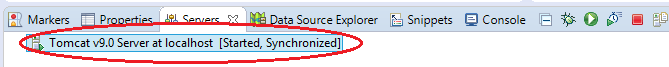 Markers Properties Servers Data Source Explorer Snippets Console
Tomcat v9.0 Server at localhost [Started, Synchronized]